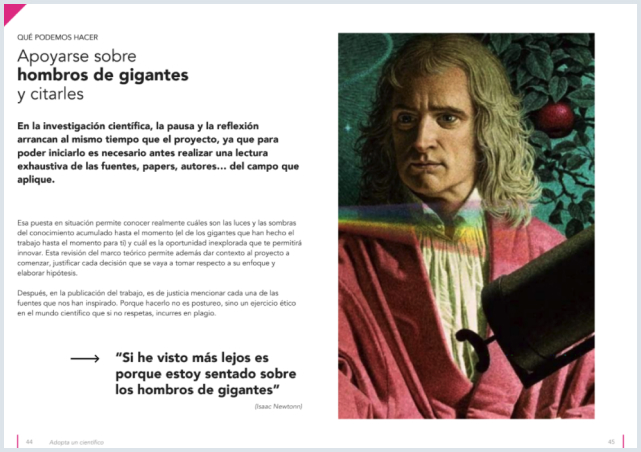 QUÉ PODEMOS HACER
Apoyarse sobre
hombros de gigantes
y citarles
En la investigación científica, la pausa y la reflexión
arrancan al mismo tiempo que el proyecto, ya que para
poder iniciarlo es necesario antes realizar una lectura
exhaustiva de las fuentes, papers, autores... del campo que
aplique.
Esa puesta en situación permite conocer realmente cuáles son las luces y las sombras
del conocimiento acumulado hasta el momento (el de los gigantes que han hecho el
trabajo hasta el momento para ti) y cuál es la oportunidad inexplorada que te permitirá
innovar. Esta revisión del marco teórico permite además dar contexto al proyecto a
comenzar, justificar cada decisión que se vaya a tomar respecto a su enfoque y
elaborar hipótesis.
Después, en la publicación del trabajo, es de justicia mencionar cada una de las
fuentes que nos han inspirado. Porque hacerlo no es postureo, sino un ejercicio ético
en el mundo científico que si no respetas, incurres en plagio.
“Si he visto más lejos es
porque estoy sentado sobre
los hombros de gigantes”
(Isaac Newtonn)
44 Adopta un científico
45